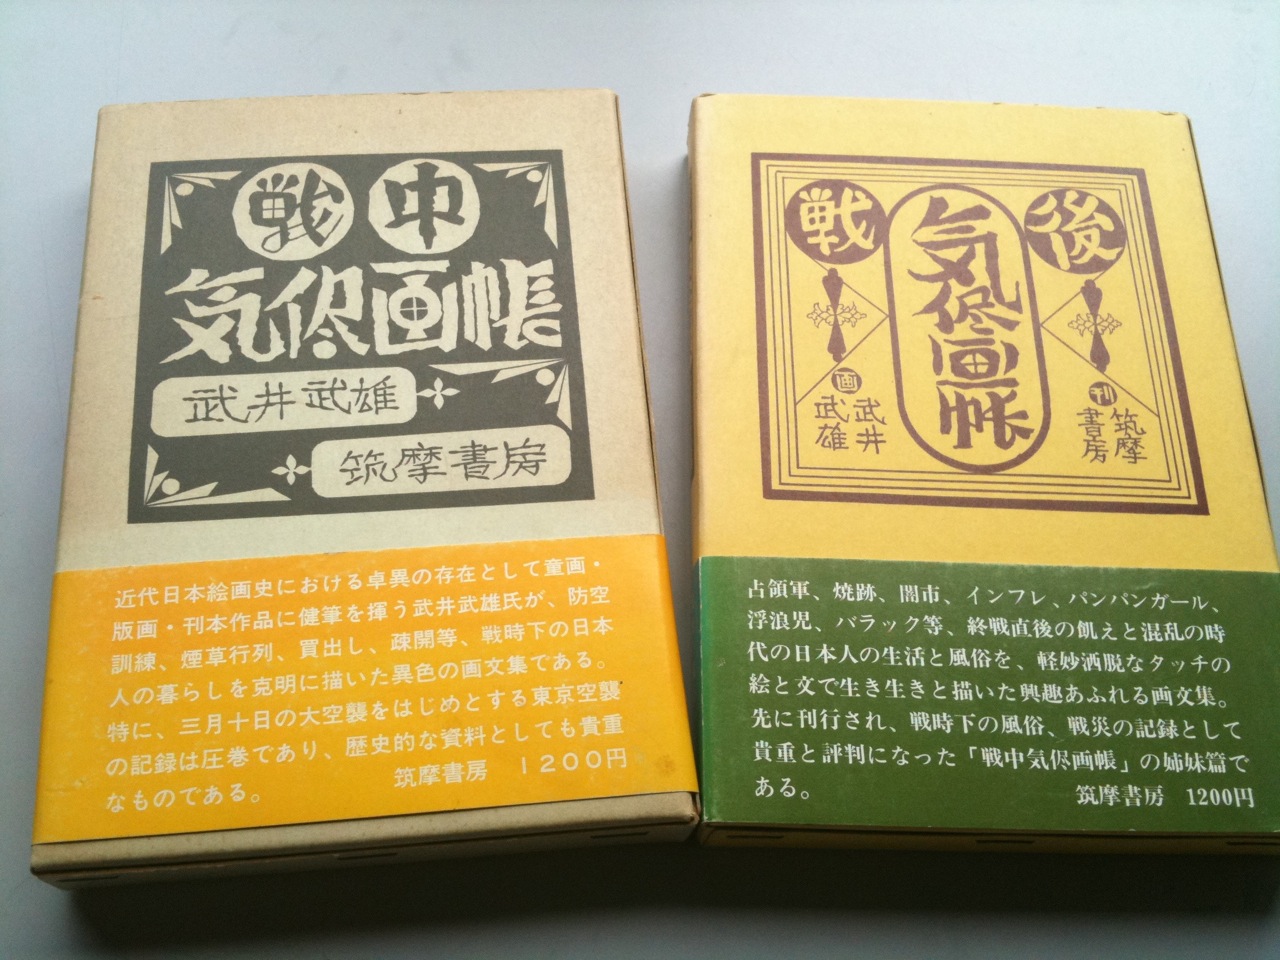 戦中
気侭画帳
武井武雄
筑摩書房
近代日本絵画史における卓異の存在として童画・
版画・刊本作品に健筆を揮う武井武雄氏が、防空
訓練、煙草行列、買出し、疎開等、戦時下の日本
人の暮らしを克明に描いた異色の画文集である。
特に、三月十日の大空襲をはじめとする東京空襲
の記録は圧巻であり、歴史的な資料としても貴重
なものである。
筑摩書房 1200円
戦後
気侭画帳
画
武井
武雄
刊
筑摩
書房
占領軍、焼跡、闇市、インフレ、パンパンガール、
浮浪児、バラック等、終戦直後の飢えと混乱の時
代の日本人の生活と風俗を、軽妙洒脱なタッチの
絵と文で生き生きと描いた興趣あふれる画文集。
先に刊行され、戦時下の風俗、戦災の記録として
貴重と評判になった「戦中気侭画帳」の姉妹篇で
ある。
筑摩書房 1200円